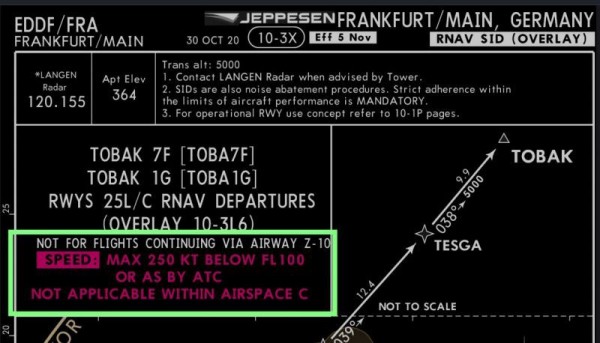 EDDF/FRA
FRANKFURT/MAIN
JEPPESEN
FRANKFURT/MAIN, GERMANY
30 OCT 20
10-3X
Eff 5 Nov
RNAV SID (OVERLAY)
*LANGEN
Radar
120.155
Apt Elev
364
Trans alt: 5000
1. Contact LANGEN Radar when advised by Tower.
2. SIDs are also noise abatement procedures. Strict adherence within
the limits of aircraft performance is MANDATORY.
3. For operational RWY use concept refer to 10-1P pages.
TOBAK 7F [TOBA7F]
TOBAK 1G [TOBA1G]
RWYS 25L/C RNAV DEPARTURES
(OVERLAY 10-3L6)
NOT FOR FLIGHTS CONTINUING VIA AIRWAY Z-10
SPEED: MAX 250 KT BELOW FL100
OR AS BY ATC
NOT APPLICABLE WITHIN AIRSPACE C
TOBAK
9.9
038°
5000
TESGA
12.4
NOT TO SCALE
039°
25
20
OR